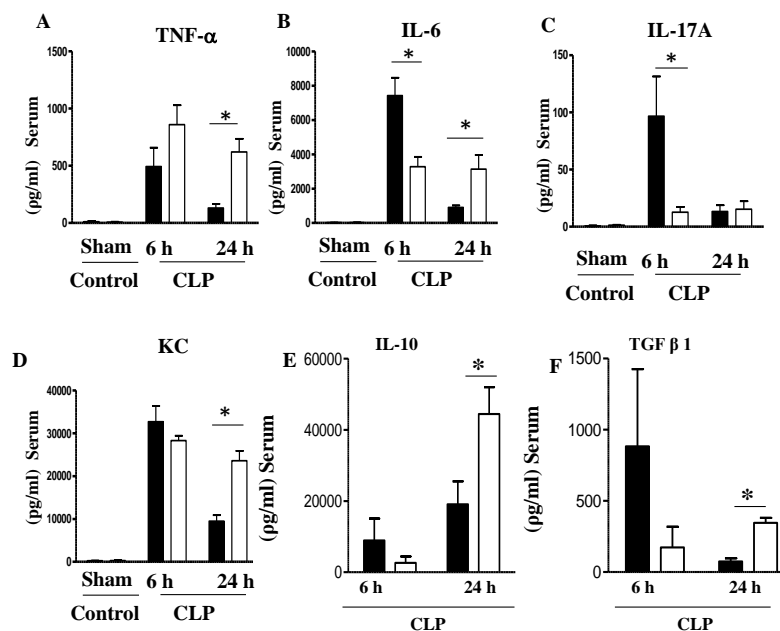 A
TNF-α
1500
1000
500
0
(ρg/ml) Serum
Sham
6 h
24 h
Control
CLP
B
IL-6
*
*
10000
8000
6000
4000
2000
0
(ρg/ml) Serum
Sham
6 h
24 h
Control
CLP
*
C
IL-17A
*
150
100
50
0
(ρg/ml) Serum
Sham
6 h
24 h
Control
CLP
D
KC
*
40000
30000
20000
10000
0
(ρg/ml) Serum
Sham
6 h
24 h
Control
CLP
E
IL-10
*
60000
40000
20000
0
(ρg/ml) Serum
6 h
24 h
CLP
F
TGF β 1
*
1500
1000
500
0
(ρg/ml) Serum
6 h
24 h
CLP